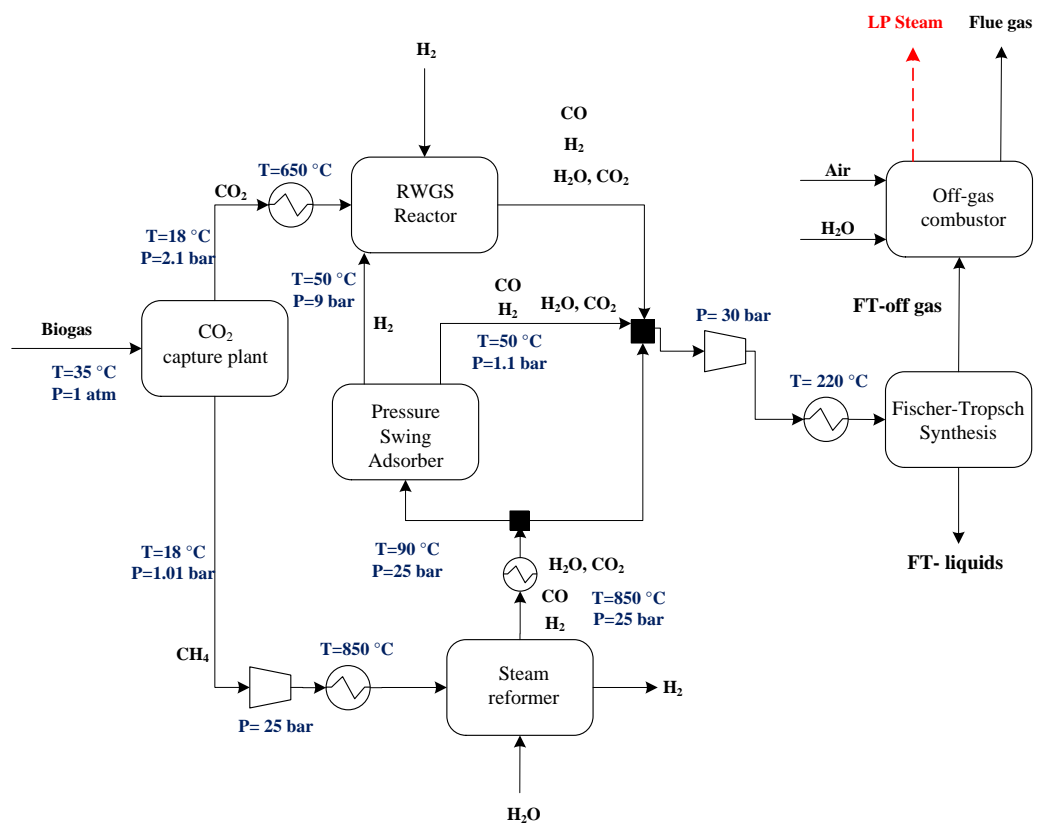 LP Steam
Flue gas
H₂
CO
H₂
H₂O, CO₂
T=650 °C
CO₂
RWGS
Reactor
Air
H₂O
Off-gas
combustor
T=18 °C
P=2.1 bar
T=50 °C
P=9 bar
H₂
CO
H₂
H₂O, CO₂
T=50 °C
P=1.1 bar
FT-off gas
P= 30 bar
Biogas
T=35 °C
P=1 atm
CO₂
capture plant
T= 220 °C
Pressure
Swing
Adsorber
Fischer-Tropsch
Synthesis
T=18 °C
P=1.01 bar
T=90 °C
P=25 bar
H₂O, CO₂
CO
H₂
T=850 °C
P=25 bar
FT- liquids
CH₄
T=850 °C
P= 25 bar
Steam
reformer
H₂
H₂O